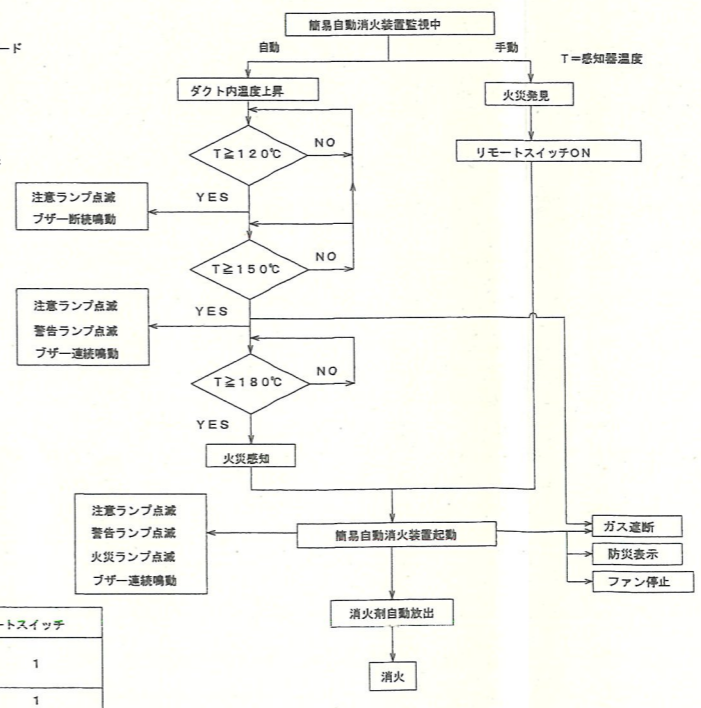 簡易自動消火装置監視中
ード
自動
手動
T=感知器温度
ダクト内温度上昇
火災発見
T≧120℃
NO
リモートスイッチON
YES
注意ランプ点滅
ブザー断続鳴動
T≧150℃
NO
YES
注意ランプ点滅
警告ランプ点滅
ブザー連続鳴動
T≧180℃
NO
YES
火災感知
注意ランプ点滅
警告ランプ点滅
火災ランプ点滅
ブザー連続鳴動
簡易自動消火装置起動
ガス遮断
防災表示
ファン停止
消火剤自動放出
ートスイッチ
消火
1
1